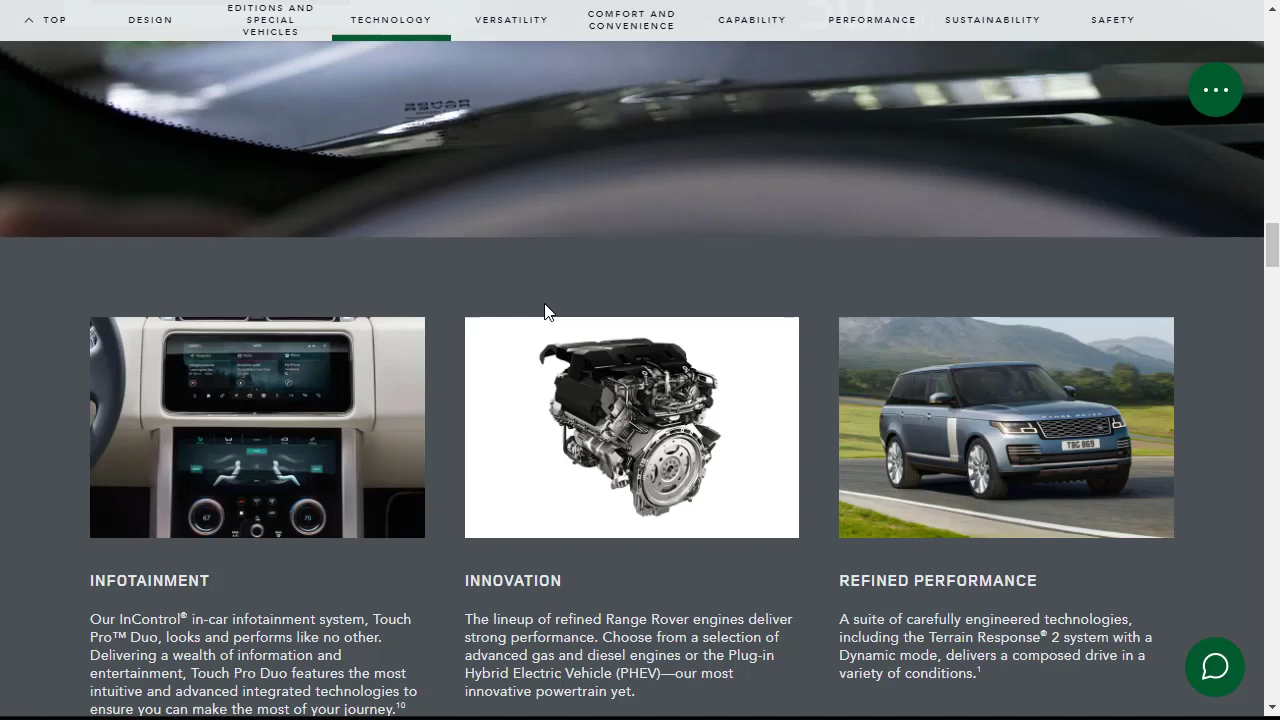 TOP
DESIGN
EDITIONS AND
SPECIAL
VEHICLES
TECHNOLOGY
VERSATILITY
COMFORT AND
CONVENIENCE
CAPABILITY
PERFORMANCE
SUSTAINABILITY
SAFETY
67
75
RANGE ROVER
TBG 869
INFOTAINMENT
Our InControl® in-car infotainment system, Touch
Pro™ Duo, looks and performs like no other.
Delivering a wealth of information and
entertainment, Touch Pro Duo features the most
intuitive and advanced integrated technologies to
ensure you can make the most of your journey.¹⁰
INNOVATION
The lineup of refined Range Rover engines deliver
strong performance. Choose from a selection of
advanced gas and diesel engines or the Plug-in
Hybrid Electric Vehicle (PHEV)—our most
innovative powertrain yet.
REFINED PERFORMANCE
A suite of carefully engineered technologies,
including the Terrain Response® 2 system with a
Dynamic mode, delivers a composed drive in a
variety of conditions.¹